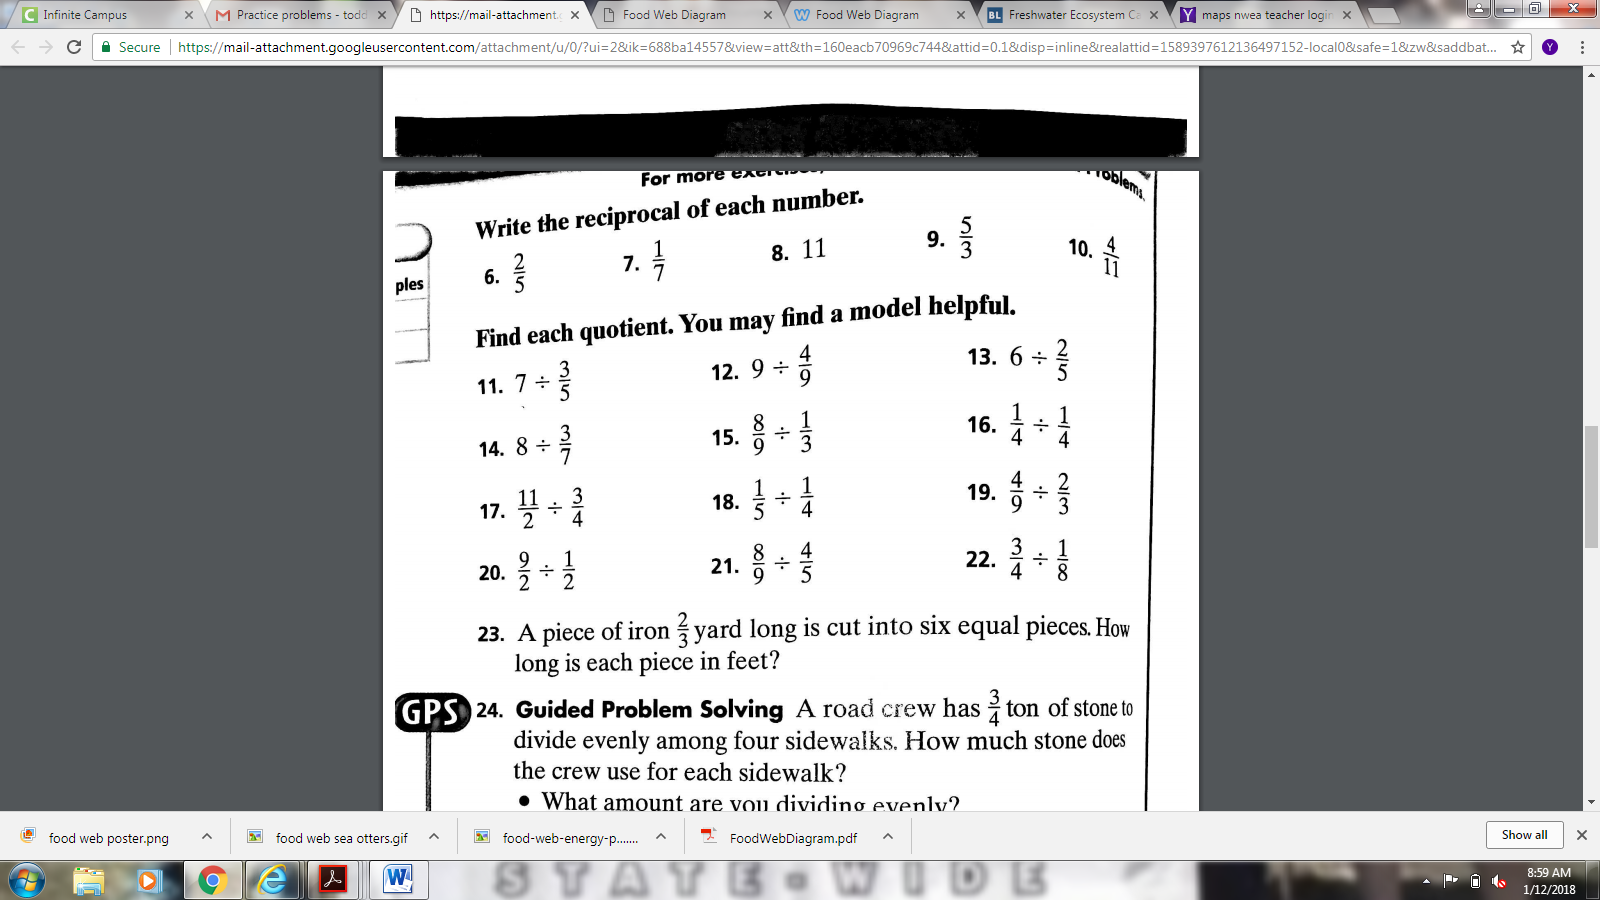 Infinite Campus
Practice problems - todd
https://mail-attachment.g
Food Web Diagram
Food Web Diagram
Freshwater Ecosystem Ca
maps nwea teacher login
Secure | https://mail-attachment.googleusercontent.com/attachment/u/0/?ui=2&ik=688ba14557&view=att&th=160eacb70969c744&attid=0.1&disp=inline&realattid=1589397612136497152-local0&safe=1&zw&saddbat...
For more exercises,
Problems.
Write the reciprocal of each number.
6. 2/5 7. 1/7 8. 11 9. 5/3 10. 4/11
ples
Find each quotient. You may find a model helpful.
11. 7 ÷ 3/5 12. 9 ÷ 4/9 13. 6 ÷ 2/5
14. 8 ÷ 3/7 15. 8/9 ÷ 1/3 16. 1/4 ÷ 1/4
17. 11/2 ÷ 3/4 18. 1/5 ÷ 1/4 19. 4/9 ÷ 2/3
20. 9/2 ÷ 1/2 21. 8/9 ÷ 4/5 22. 3/4 ÷ 1/8
23. A piece of iron 2/3 yard long is cut into six equal pieces. How
long is each piece in feet?
GPS 24. Guided Problem Solving A road crew has 3/4 ton of stone to
divide evenly among four sidewalks. How much stone does
the crew use for each sidewalk?
• What amount are you dividing evenly?
food web poster.png
food web sea otters.gif
food-web-energy-p.......
FoodWebDiagram.pdf
Show all
STATE-WIDE
8:59 AM
1/12/2018